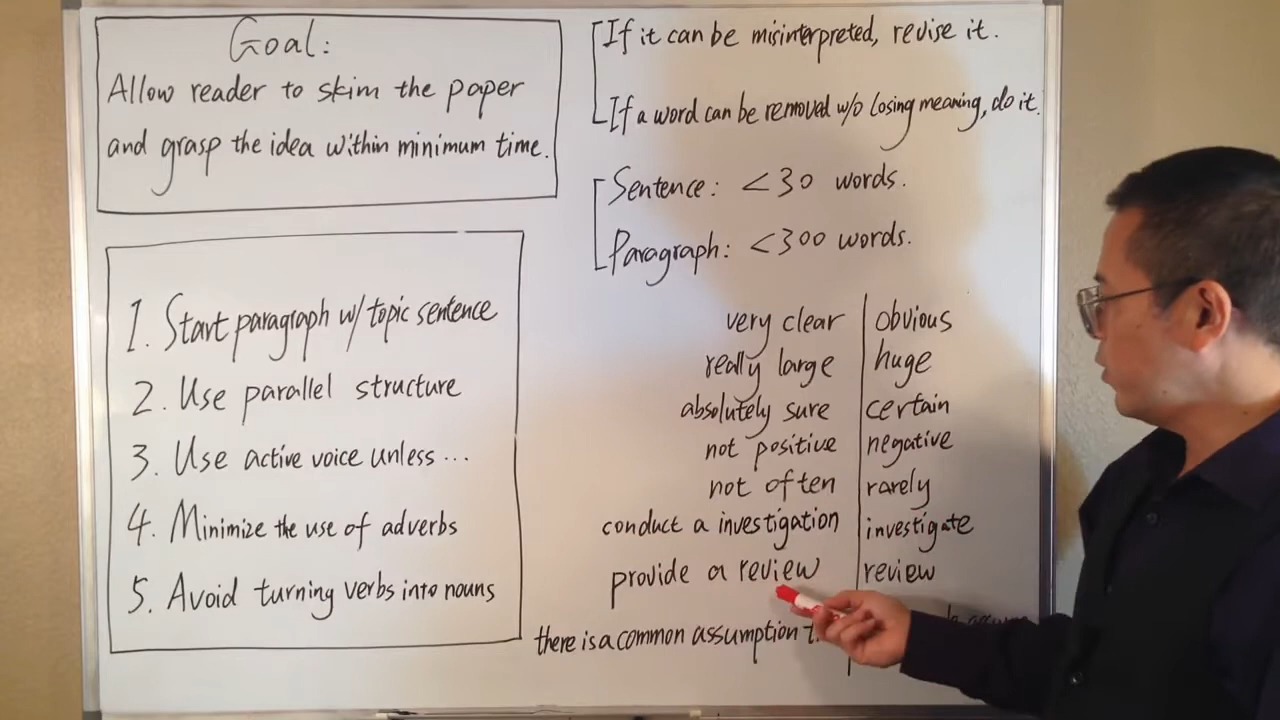 Goal:
Allow reader to skim the paper
and grasp the idea within minimum time.
1. Start paragraph w/ topic sentence
2. Use parallel structure
3. Use active voice unless ...
4. Minimize the use of adverbs
5. Avoid turning verbs into nouns
If it can be misinterpreted, revise it.
If a word can be removed w/o losing meaning, do it.
Sentence: <30 words.
Paragraph: <300 words.
very clear | obvious
really large | huge
absolutely sure | certain
not positive | negative
not often | rarely
conduct a investigation | investigate
provide a review | review
there is a common assumption